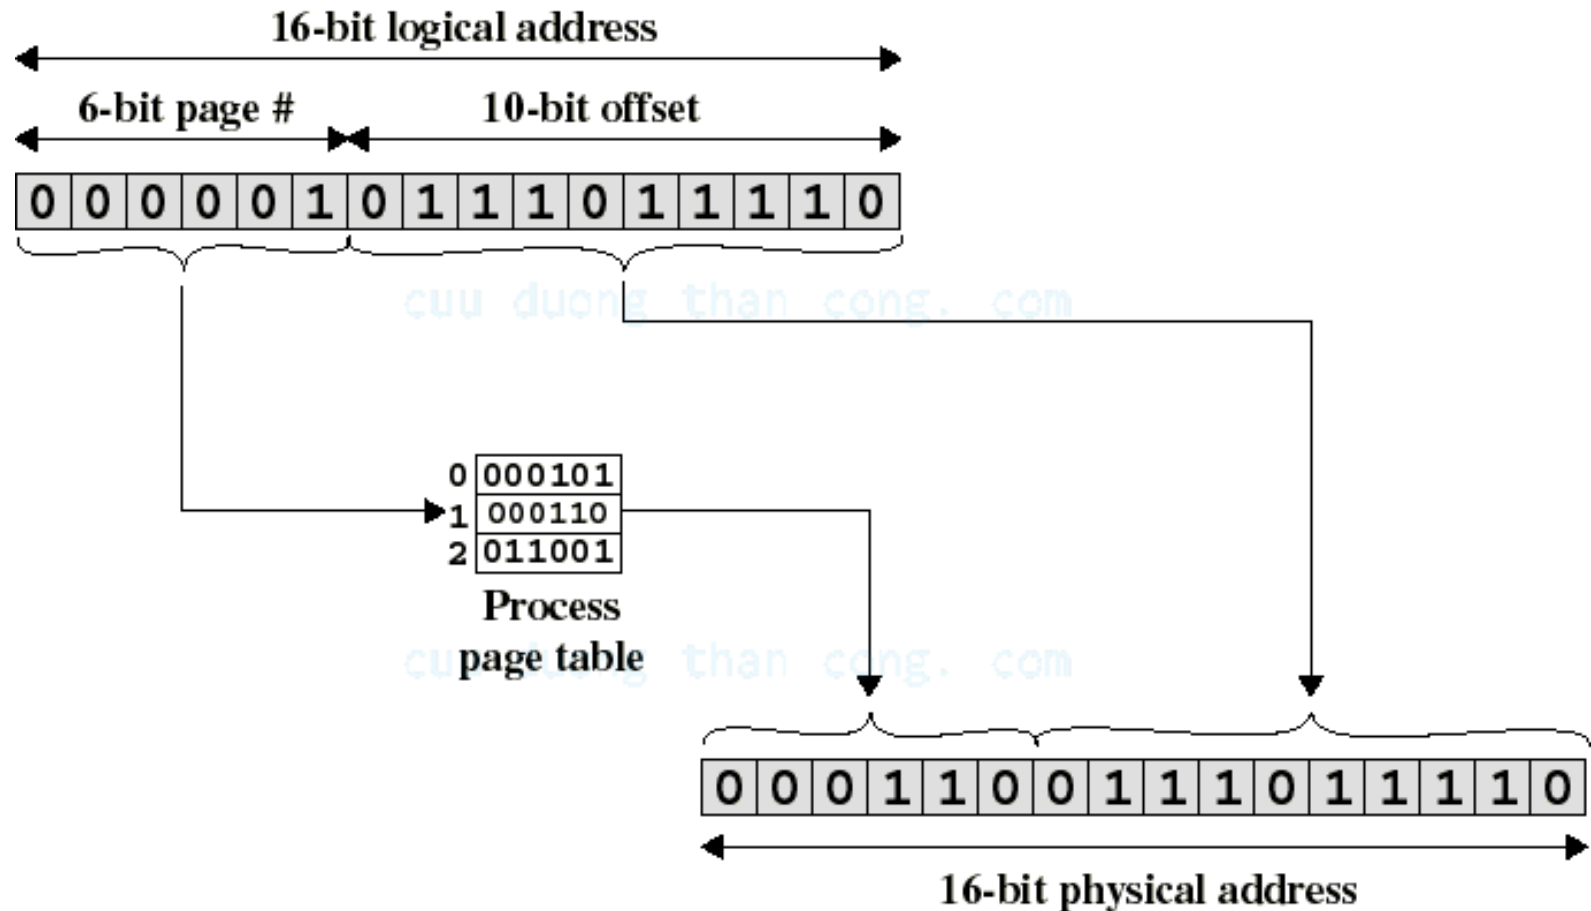 16-bit logical address
6-bit page # 10-bit offset
0 0 0 0 0 1 0 1 1 1 0 1 1 1 1 0
cuu duong than cong. com
0 000101
1 000110
2 011001
Process
page table
cuu duong than cong. com
0 0 0 1 1 0 0 1 1 1 0 1 1 1 1 0
16-bit physical address